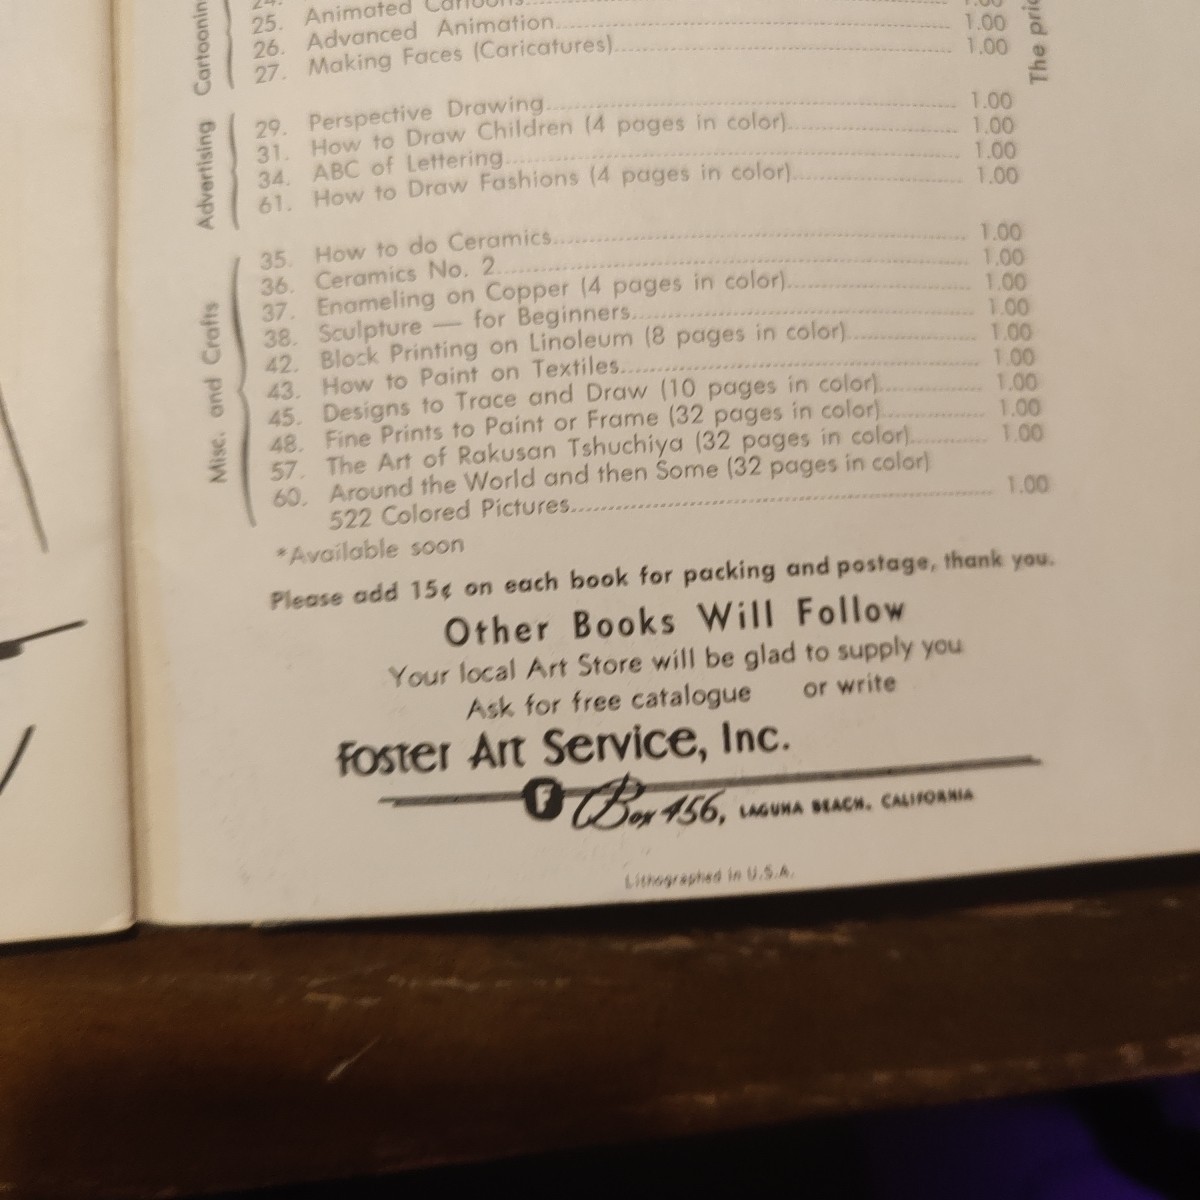 Cartoonin
24.
25. Animated Cartoons 1.00
26. Advanced Animation 1.00
27. Making Faces (Caricatures) 1.00
Advertising
29. Perspective Drawing 1.00
31. How to Draw Children (4 pages in color) 1.00
34. ABC of Lettering 1.00
61. How to Draw Fashions (4 pages in color) 1.00
Misc. and Crafts
35. How to do Ceramics 1.00
36. Ceramics No. 2 1.00
37. Enameling on Copper (4 pages in color) 1.00
38. Sculpture — for Beginners 1.00
42. Block Printing on Linoleum (8 pages in color) 1.00
43. How to Paint on Textiles 1.00
45. Designs to Trace and Draw (10 pages in color) 1.00
48. Fine Prints to Paint or Frame (32 pages in color) 1.00
57. The Art of Rakusan Tshuchiya (32 pages in color) 1.00
60. Around the World and then Some (32 pages in color)
522 Colored Pictures 1.00
*Available soon
Please add 15¢ on each book for packing and postage, thank you.
Other Books Will Follow
Your local Art Store will be glad to supply you
Ask for free catalogue or write
Foster Art Service, Inc.
F Box 456, LAGUNA BEACH, CALIFORNIA
Lithographed in U.S.A.
The pric